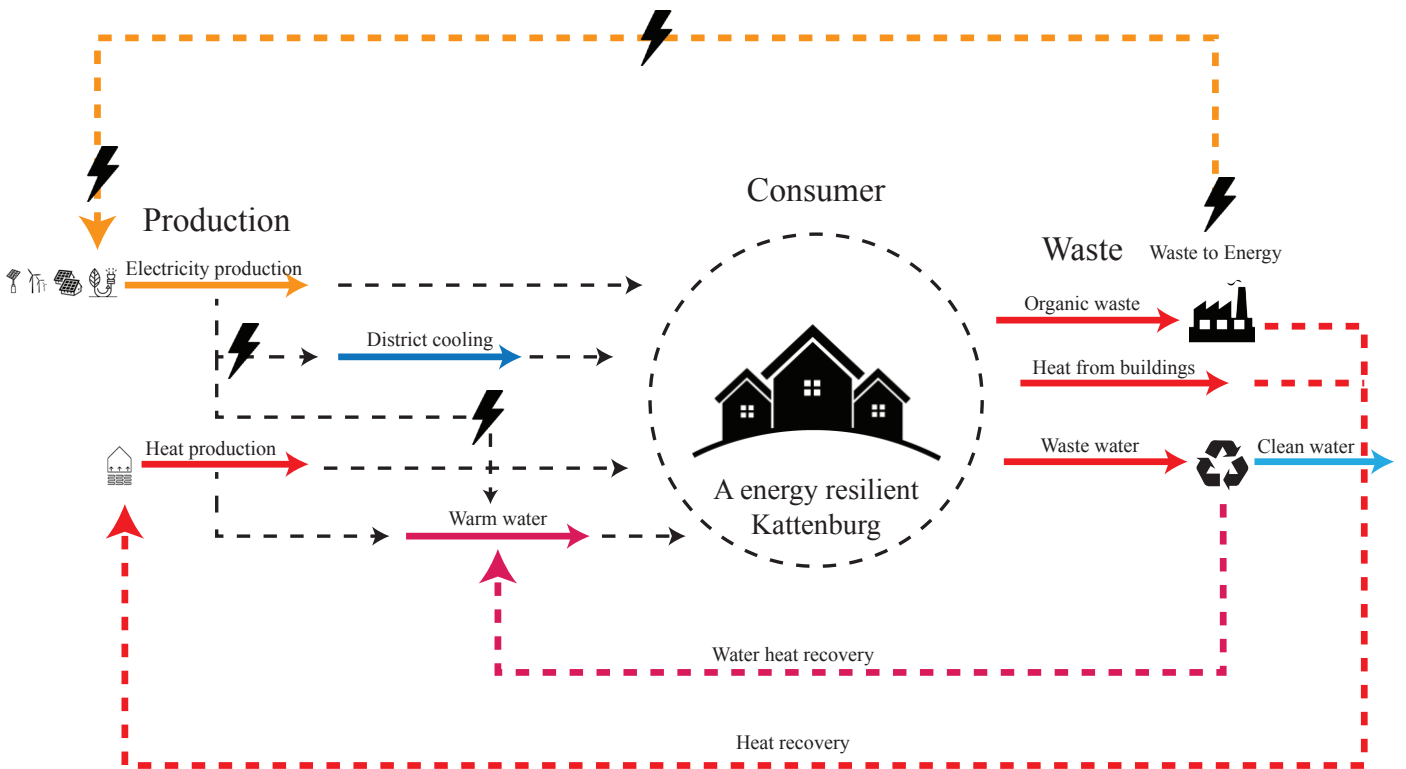 Consumer
Production
Waste
Waste to Energy
Electricity production
Organic waste
District cooling
Heat from buildings
Heat production
Waste water
Clean water
A energy resilient
Kattenburg
Warm water
Water heat recovery
Heat recovery